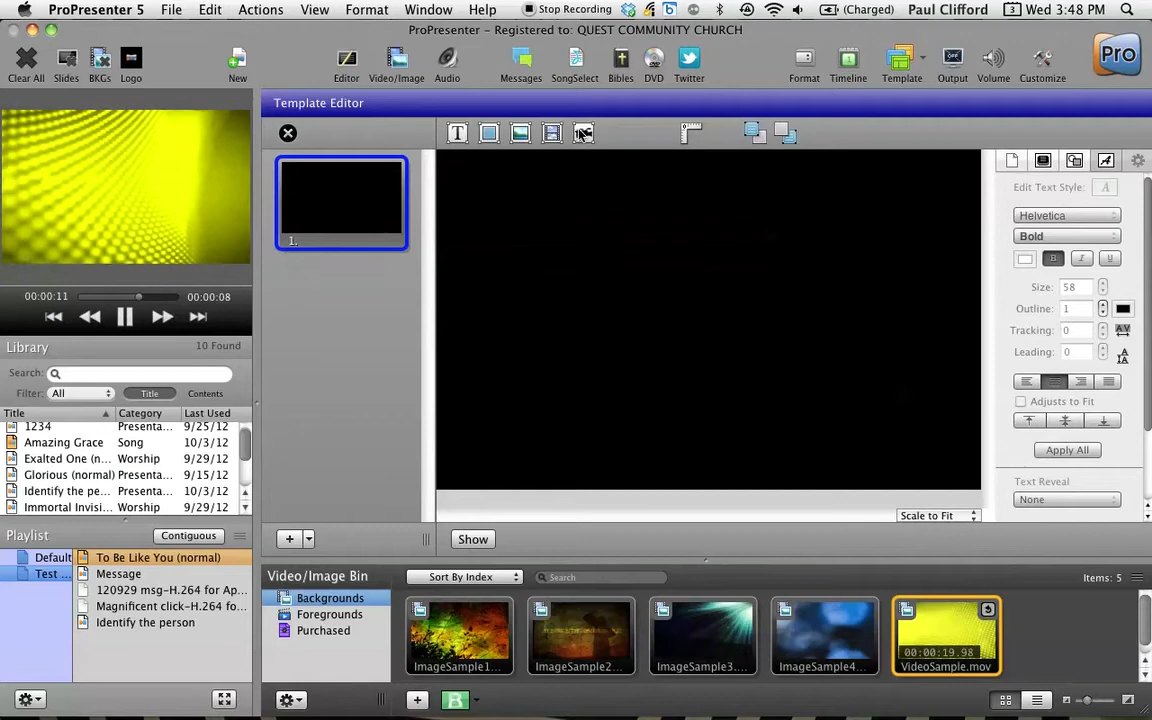 ProPresenter 5 File Edit Actions View Format Window Help Stop Recording (Charged) Paul Clifford 3 Wed 3:48 PM
ProPresenter – Registered to: QUEST COMMUNITY CHURCH
Clear All Slides BKGs Logo New Editor Video/Image Audio Messages SongSelect Bibles DVD Twitter Format Timeline Template Output Volume Customize
Pro
Template Editor
T
1.
Edit Text Style: A
Helvetica
Bold
B I U
Size: 58
Outline: 1
Tracking: 0 AV
Leading: 0 A
IA
Adjusts to Fit
Apply All
Text Reveal
None
Scale to Fit
Show
00:00:11 00:00:08
Library 10 Found
Search:
Filter: All Title Contents
Title Category Last Used
1234 Presenta... 9/25/12
Amazing Grace Song 10/3/12
Exalted One (n... Worship 9/29/12
Glorious (normal) Presenta... 9/15/12
Identify the pe... Presenta... 10/3/12
Immortal Invisi... Worship 9/29/12
Playlist Contiguous
Default
Test ...
To Be Like You (normal)
Message
120929 msg-H.264 for Ap...
Magnificent click-H.264 fo...
Identify the person
Video/Image Bin Sort By Index Search Items: 5
Backgrounds
Foregrounds
Purchased
ImageSample1... ImageSample2... ImageSample3.... ImageSample4...
00:00:19.98
VideoSample.mov
B